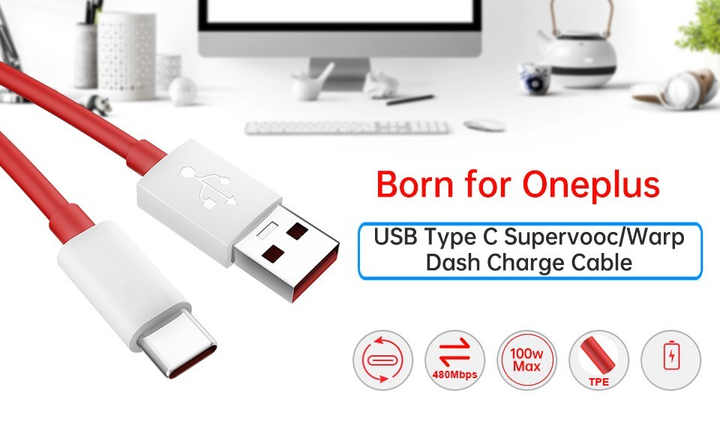 Born for Oneplus
USB Type C Supervooc/Warp
Dash Charge Cable
480Mbps
100w
Max
TPE